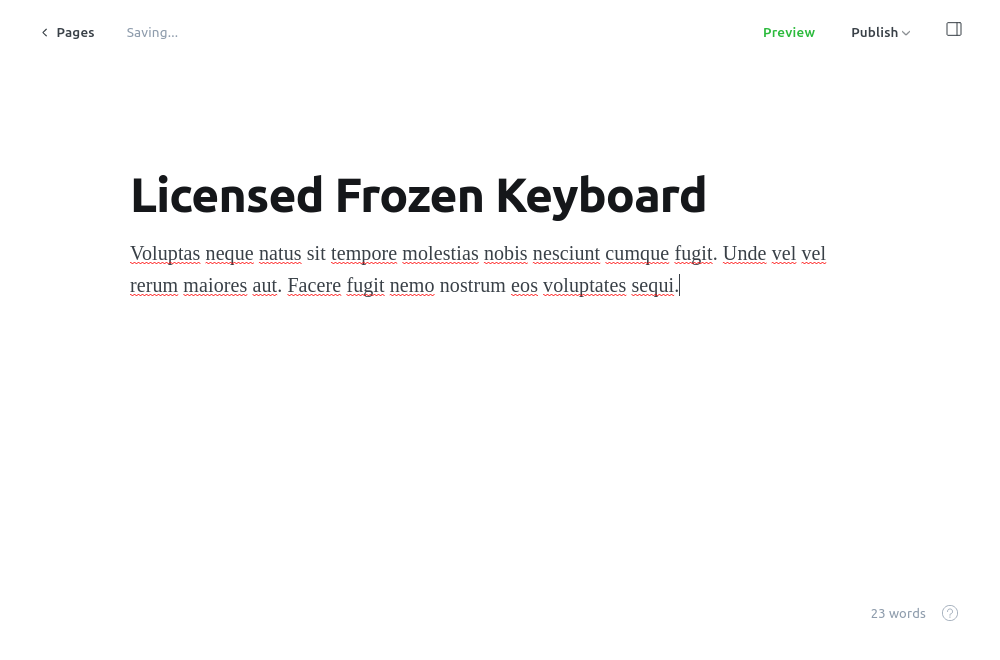 Pages
Saving...
Preview
Publish
Licensed Frozen Keyboard
Voluptas neque natus sit tempore molestias nobis nesciunt cumque fugit. Unde vel vel
rerum maiores aut. Facere fugit nemo nostrum eos voluptates sequi.
23 words
?